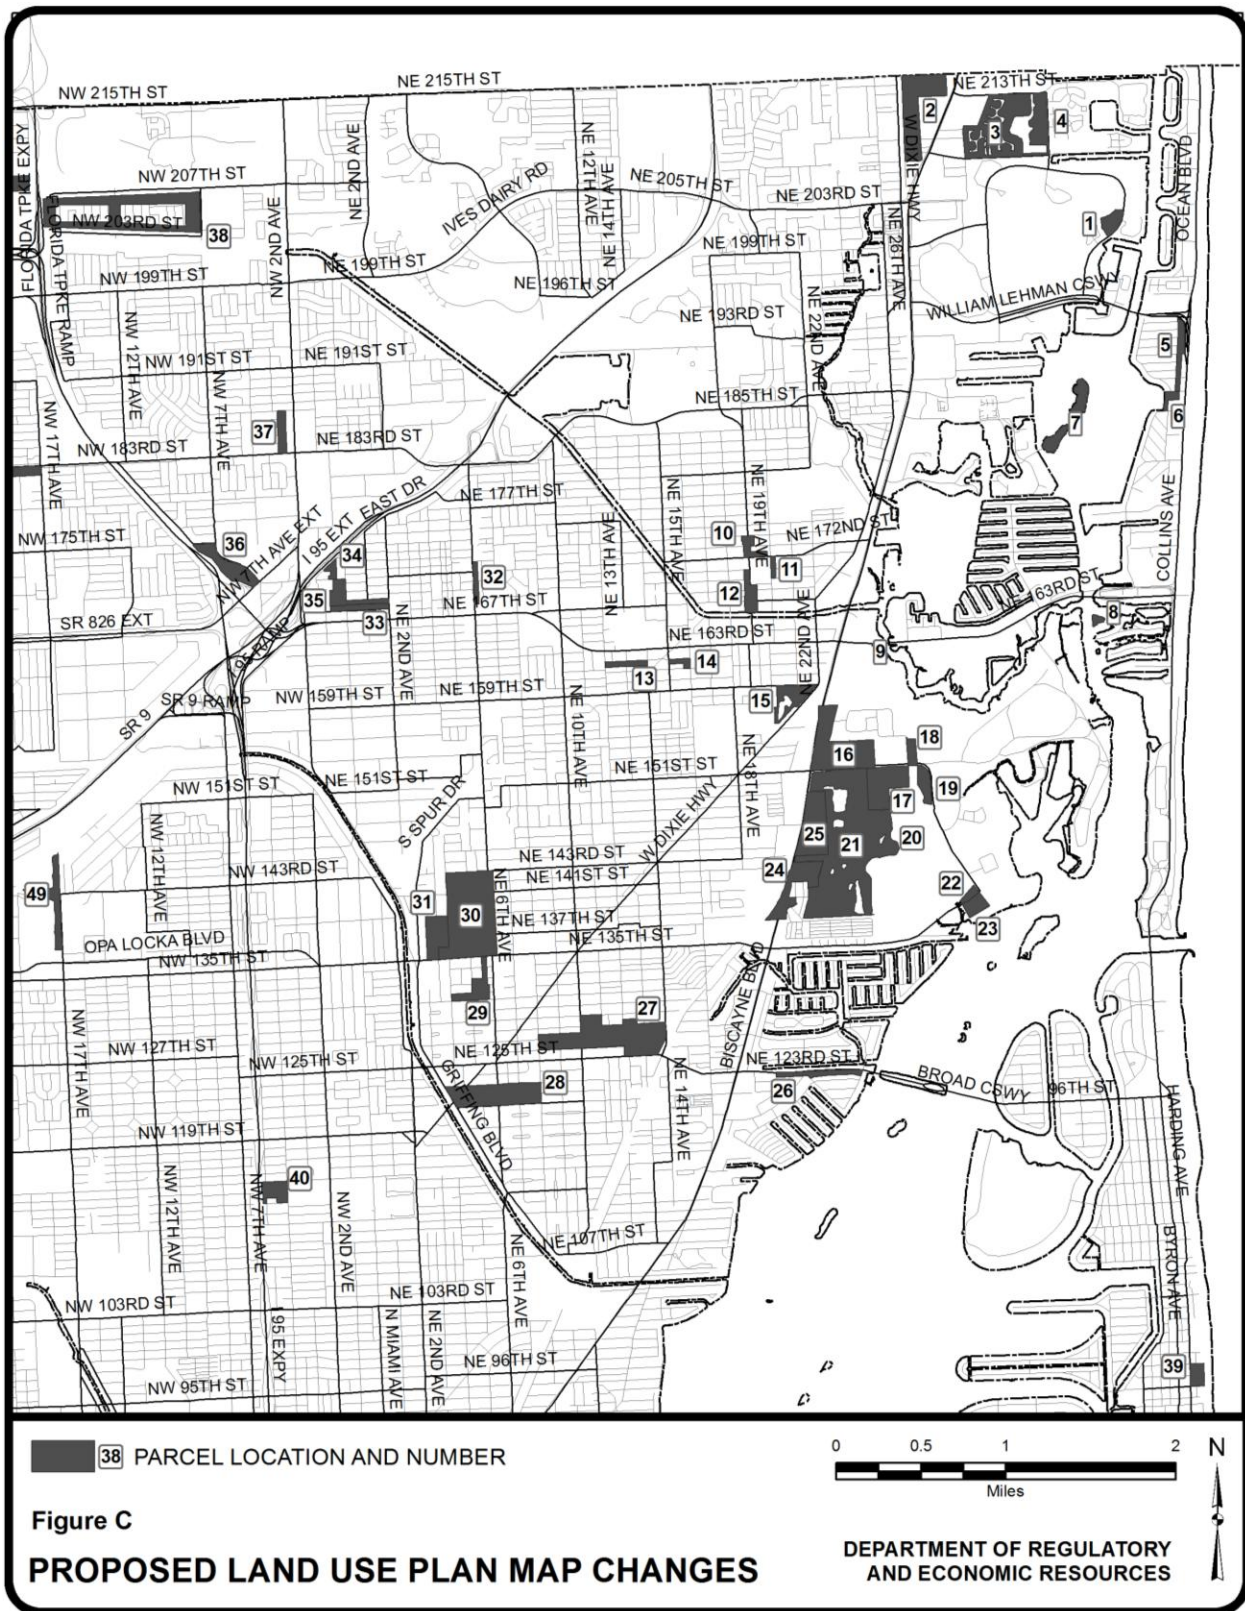 NE 215TH ST
NW 215TH ST
NE 213TH ST
2
3
4
FLORIDA TPKE EXPY
FLORIDA TPKE RAMP
NW 207TH ST
NW 203RD ST
38
NW 2ND AVE
NE 2ND AVE
IVES DAIRY RD
NE 12TH AVE
NE 14TH AVE
NE 205TH ST
NE 203RD ST
W DIXIE HWY
NE 26TH AVE
1
OCEAN BLVD
NW 199TH ST
NE 199TH ST
NE 199TH ST
NE 196TH ST
NE 193RD ST
NE 22ND AVE
WILLIAM LEHMAN CSWY
5
6
7
NW 12TH AVE
NW 191ST ST
NE 191ST ST
NW 7TH AVE
NE 185TH ST
37
NW 183RD ST
NE 183RD ST
NW 17TH AVE
NE 177TH ST
NE 19TH AVE
NE 172ND ST
COLLINS AVE
NW 175TH ST
36
NW 7TH AVE EXT
I 95 EXT EAST DR
34
32
NE 13TH AVE
NE 15TH AVE
10
11
12
NE 163RD ST
8
SR 826 EXT
35
33
NE 167TH ST
NE 163RD ST
NE 22ND AVE
9
I 95 RAMP
NE 2ND AVE
13
14
SR 9
SR 9 RAMP
NW 159TH ST
NE 159TH ST
NE 10TH AVE
15
NE 18TH AVE
16
18
NW 151ST ST
NE 151ST ST
NE 151ST ST
17
19
S SPUR DR
W DIXIE HWY
25
21
20
NW 12TH AVE
NW 143RD ST
NE 143RD ST
NE 141ST ST
24
22
49
31
30
NE 6TH AVE
NE 137TH ST
23
OPA LOCKA BLVD
NW 135TH ST
NE 135TH ST
29
27
BISCAYNE BLVD
NW 17TH AVE
NW 127TH ST
NW 125TH ST
NE 125TH ST
NE 123RD ST
28
GRIFFING BLVD
NE 14TH AVE
26
BROAD CSWY
96TH ST
HARDING AVE
NW 119TH ST
NW 12TH AVE
NW 7TH AVE
40
NW 2ND AVE
NE 6TH AVE
NE 107TH ST
BYRON AVE
NW 103RD ST
I 95 EXPY
N MIAMI AVE
NE 2ND AVE
NE 103RD ST
NE 96TH ST
NW 95TH ST
39
38 PARCEL LOCATION AND NUMBER
0 0.5 1 2
Miles
N
Figure C
PROPOSED LAND USE PLAN MAP CHANGES
DEPARTMENT OF REGULATORY
AND ECONOMIC RESOURCES